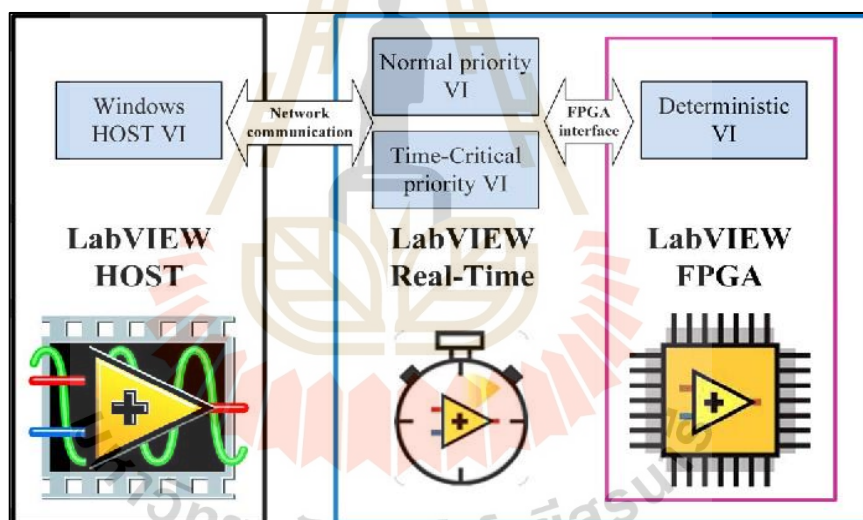 Windows
HOST VI
Network
communication
Normal priority
VI
Time-Critical
priority VI
FPGA
interface
Deterministic
VI
LabVIEW
HOST
LabVIEW
Real-Time
LabVIEW
FPGA